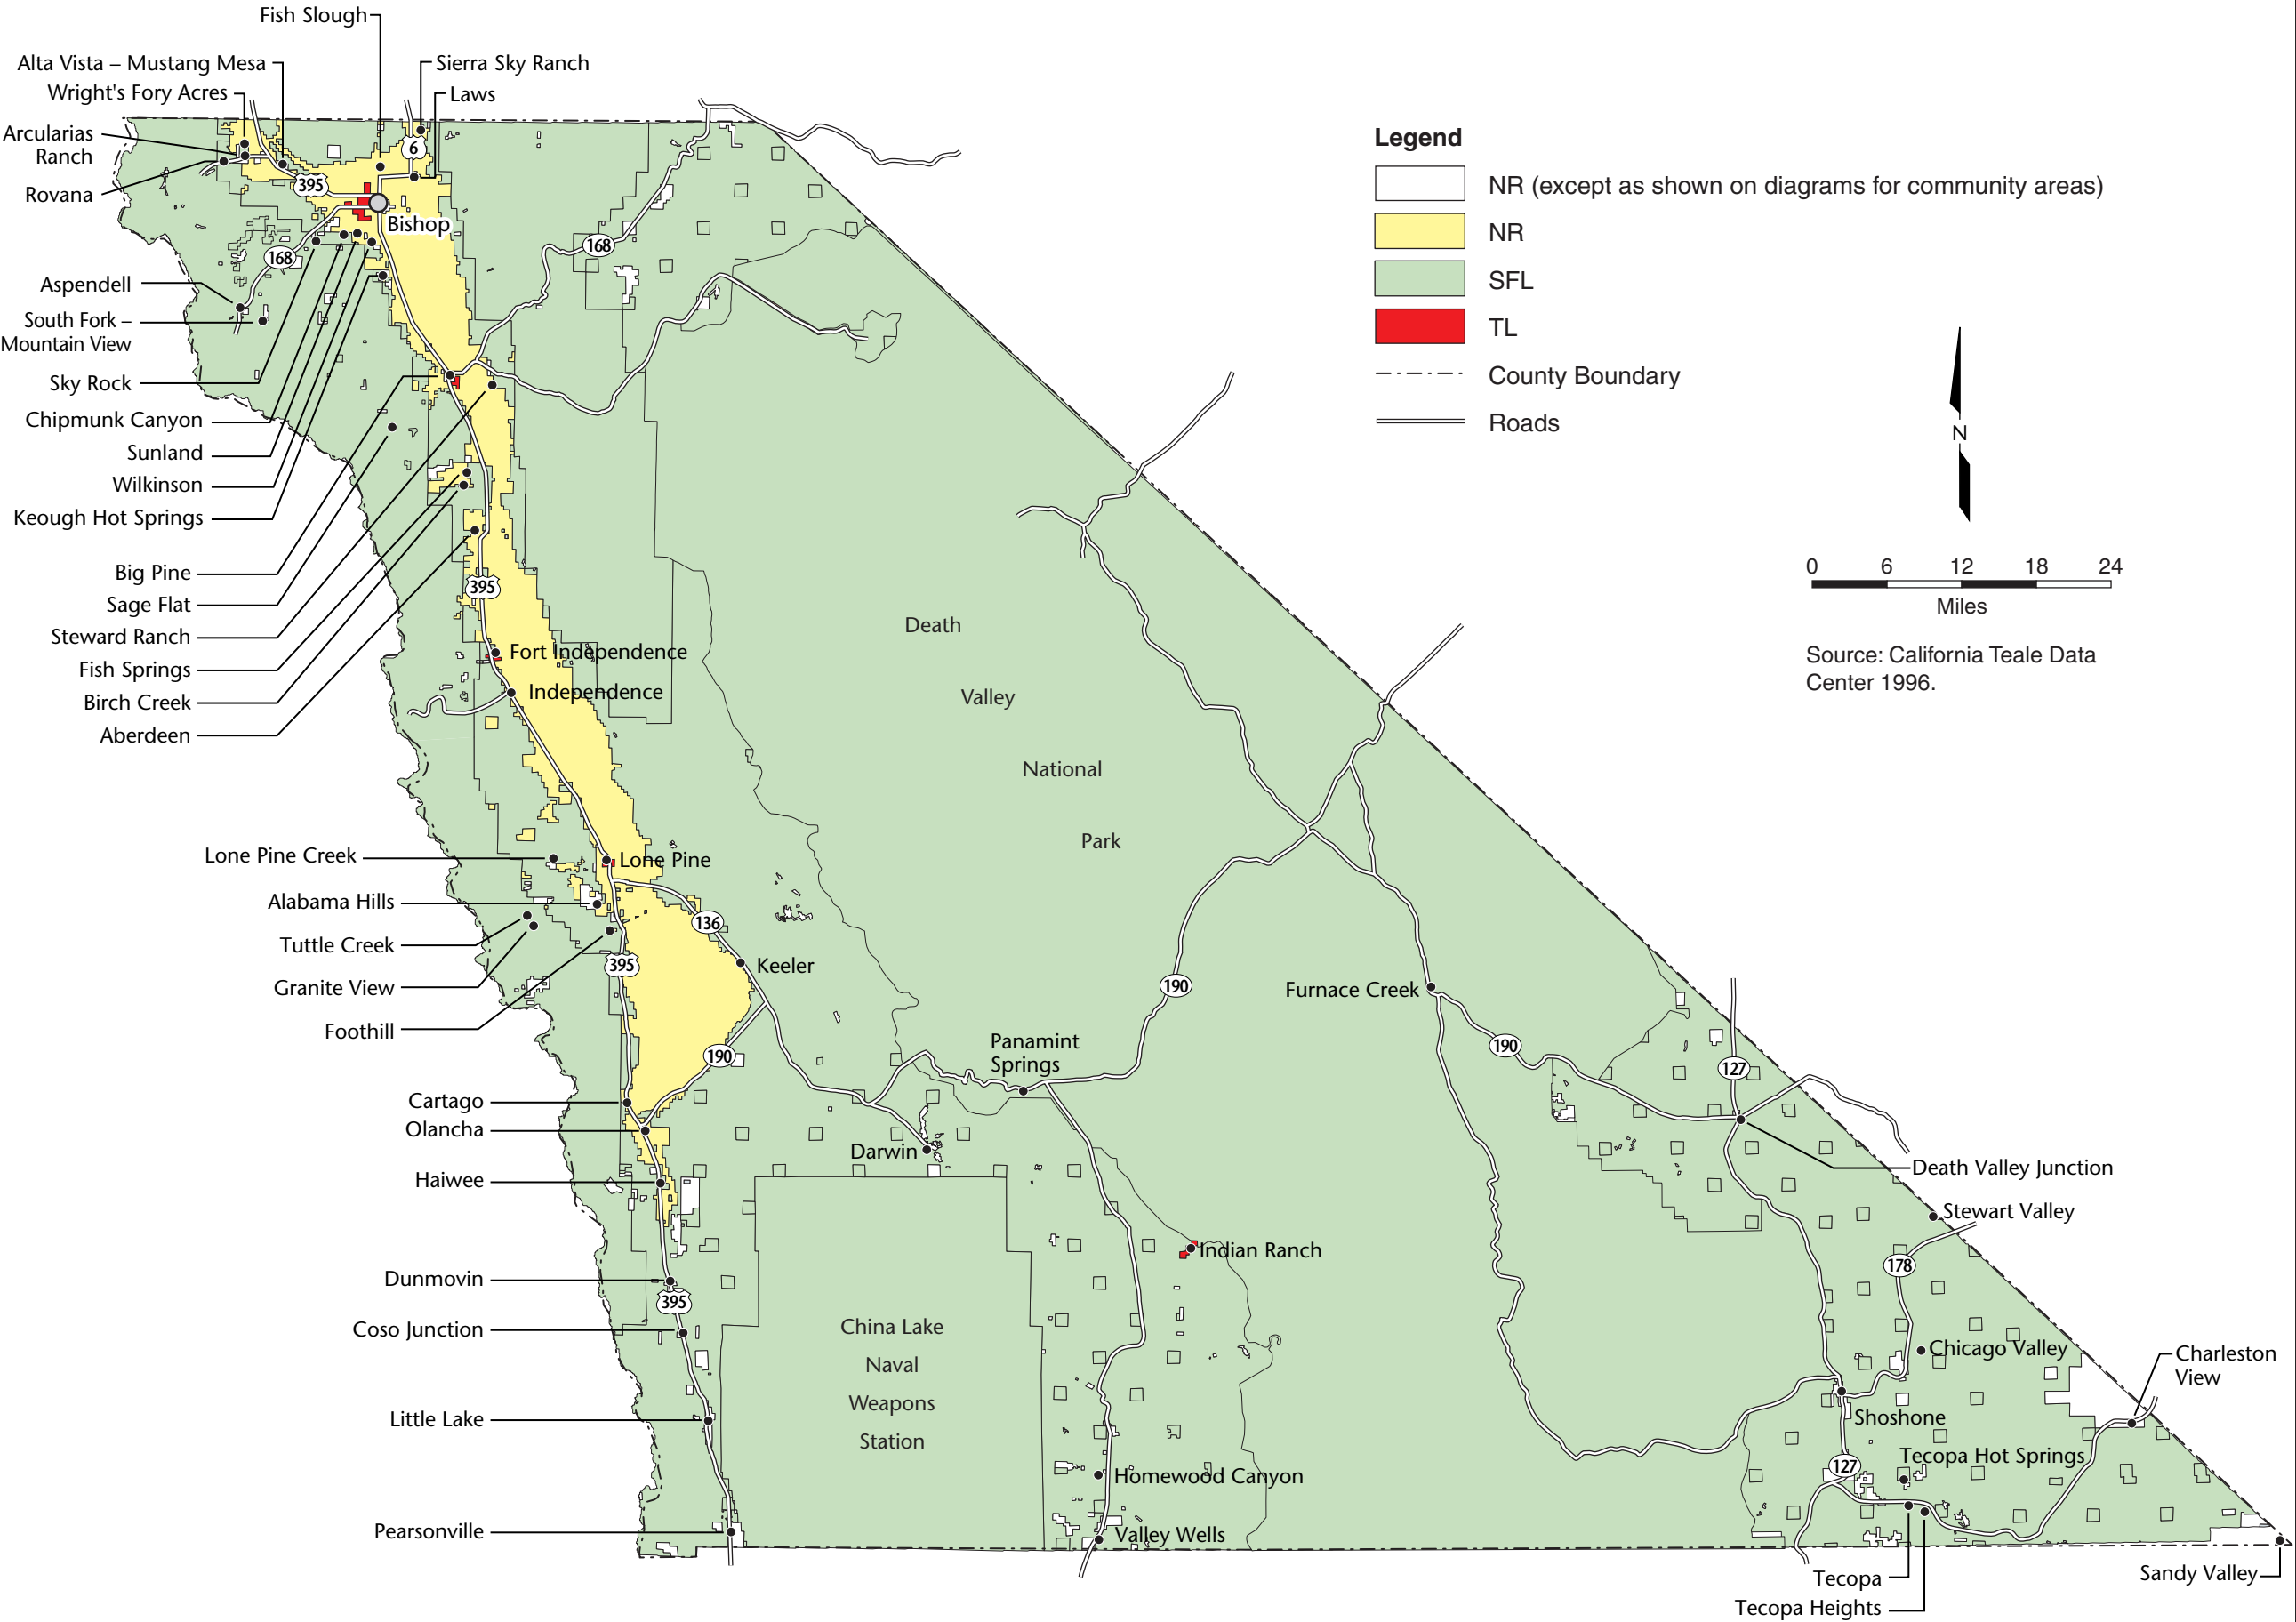 Fish Slough
Alta Vista – Mustang Mesa
Sierra Sky Ranch
Wright's Fory Acres
Laws
Arcularias
Ranch
Rovana
6
395
Bishop
168
168
Aspendell
South Fork –
Mountain View
Sky Rock
Chipmunk Canyon
Sunland
Wilkinson
Keough Hot Springs
Big Pine
Sage Flat
Steward Ranch
Fish Springs
Birch Creek
Aberdeen
395
Fort Independence
Independence
Death
Valley
National
Park
Lone Pine Creek
Lone Pine
Alabama Hills
136
Tuttle Creek
395
Keeler
Granite View
Foothill
190
190
Furnace Creek
190
Panamint
Springs
127
Cartago
Olancha
Darwin
Haiwee
Death Valley Junction
Stewart Valley
Indian Ranch
178
Dunmovin
395
Coso Junction
China Lake
Naval
Weapons
Station
Chicago Valley
Charleston
View
Little Lake
Shoshone
Tecopa Hot Springs
127
Homewood Canyon
Pearsonville
Valley Wells
Tecopa
Tecopa Heights
Sandy Valley
Legend
NR (except as shown on diagrams for community areas)
NR
SFL
TL
County Boundary
Roads
N
0 6 12 18 24
Miles
Source: California Teale Data
Center 1996.